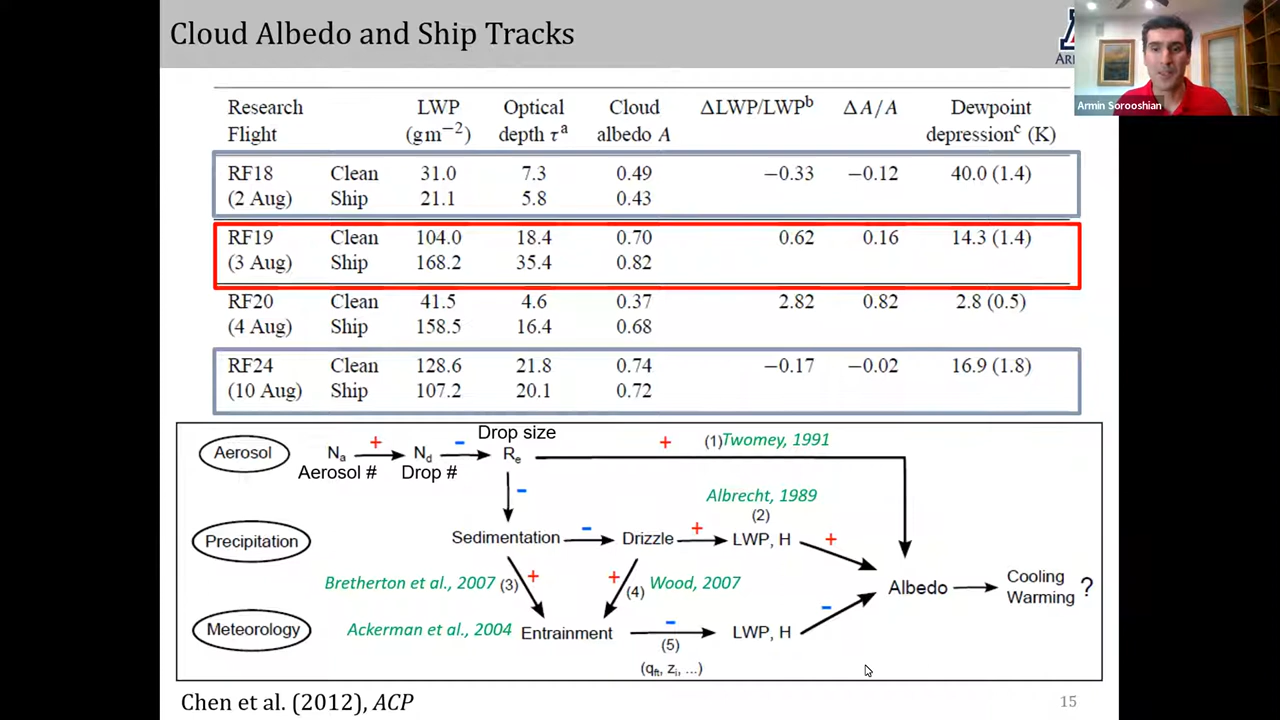 Cloud Albedo and Ship Tracks
Armin Sorooshian
Research Flight LWP (g m−2) Optical depth τa Cloud albedo A ΔLWP/LWPb ΔA/A Dewpoint depressionc (K)
RF18 Clean 31.0 7.3 0.49 −0.33 −0.12 40.0 (1.4)
(2 Aug) Ship 21.1 5.8 0.43
RF19 Clean 104.0 18.4 0.70 0.62 0.16 14.3 (1.4)
(3 Aug) Ship 168.2 35.4 0.82
RF20 Clean 41.5 4.6 0.37 2.82 0.82 2.8 (0.5)
(4 Aug) Ship 158.5 16.4 0.68
RF24 Clean 128.6 21.8 0.74 −0.17 −0.02 16.9 (1.8)
(10 Aug) Ship 107.2 20.1 0.72
Drop size
Aerosol Na + Nd − Re + (1) Twomey, 1991
Aerosol # Drop #
−
Albrecht, 1989
(2)
Precipitation Sedimentation − Drizzle + LWP, H +
Bretherton et al., 2007 (3) + + (4) Wood, 2007
Albedo Cooling Warming ?
Meteorology Ackerman et al., 2004 Entrainment − LWP, H −
(5)
(qft, zi, ...)
Chen et al. (2012), ACP
15